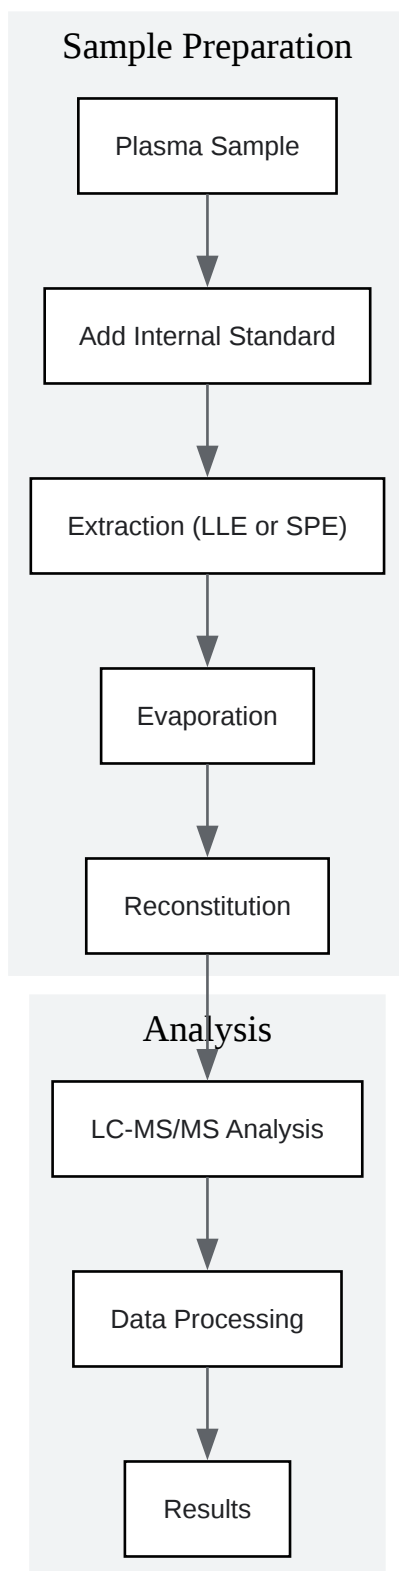 Sample Preparation
Plasma Sample
Add Internal Standard
Extraction (LLE or SPE)
Evaporation
Reconstitution
Analysis
LC-MS/MS Analysis
Data Processing
Results